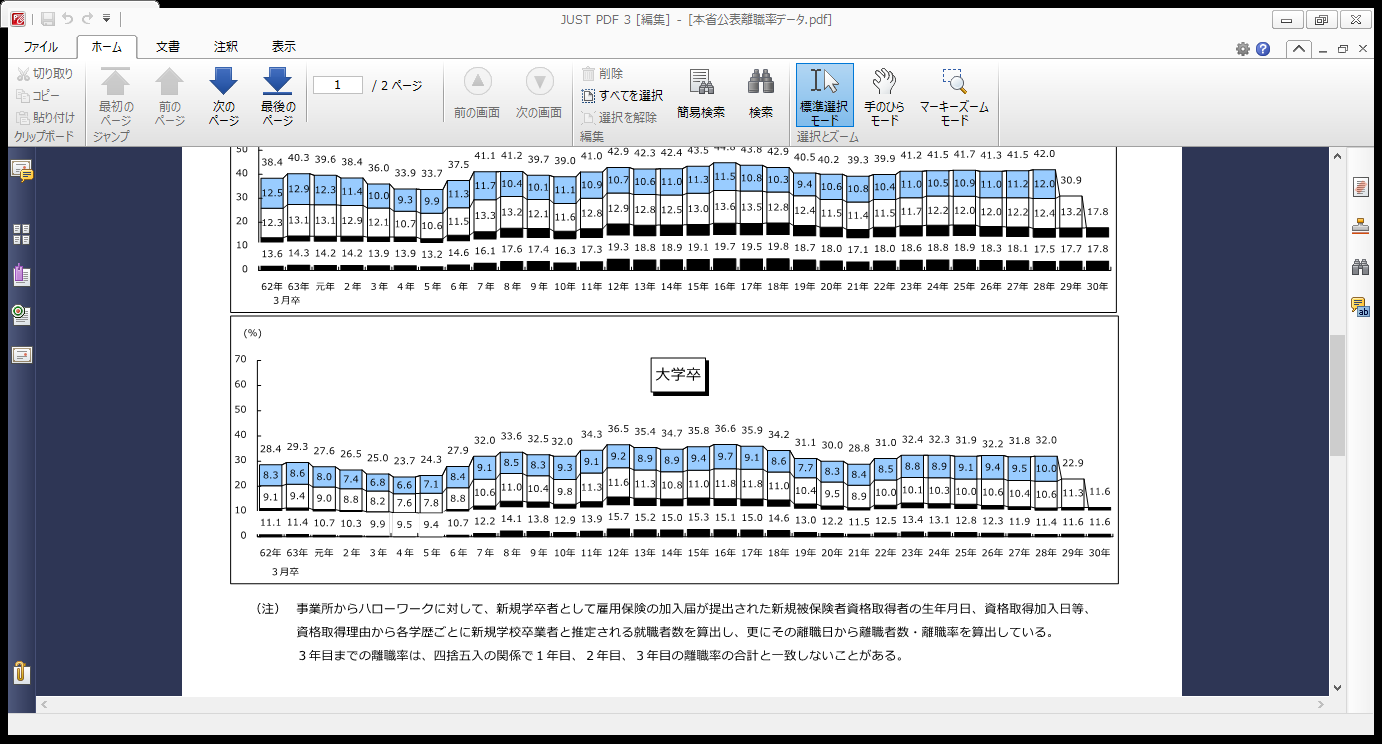 JUST PDF 3 [編集] - [本省公表離職率データ.pdf]
ファイル ホーム 文書 注釈 表示
切り取り
コピー
貼り付け
クリップボード
最初の
ページ
前の
ページ
次の
ページ
最後の
ページ
ジャンプ
1 / 2 ページ
前の画面 次の画面
削除
すべてを選択
選択を解除
編集
簡易検索 検索
標準選択
モード
手のひら
モード
マーキーズーム
モード
選択とズーム
50
40
30
20
10
0
38.4 40.3 39.6 38.4 36.0 33.9 33.7 37.5 41.1 41.2 39.7 39.0 41.0 42.9 42.3 42.4 43.5 44.8 43.8 42.9 40.5 40.2 39.3 39.9 41.2 41.5 41.7 41.3 41.5 42.0 30.9 17.8
12.5 12.9 12.3 11.4 10.0 9.3 9.9 11.3 11.7 10.4 10.1 11.1 10.9 10.7 10.6 11.0 11.3 11.5 10.8 10.3 9.4 10.6 10.8 10.4 11.0 10.5 10.9 11.0 11.2 12.0
12.3 13.1 13.1 12.9 12.1 10.7 10.6 11.5 13.3 13.2 12.1 11.6 12.8 12.9 12.8 12.5 13.0 13.6 13.5 12.8 12.4 11.5 11.4 11.5 11.7 12.2 12.0 12.0 12.2 12.4 13.2
13.6 14.3 14.2 14.2 13.9 13.9 13.2 14.6 16.1 17.6 17.4 16.3 17.3 19.3 18.8 18.9 19.1 19.7 19.5 19.8 18.7 18.0 17.1 18.0 18.6 18.8 18.9 18.3 18.1 17.5 17.7 17.8
62年 63年 元年 2年 3年 4年 5年 6年 7年 8年 9年 10年 11年 12年 13年 14年 15年 16年 17年 18年 19年 20年 21年 22年 23年 24年 25年 26年 27年 28年 29年 30年
3月卒
(%)
大学卒
70
60
50
40
30
20
10
0
28.4 29.3 27.6 26.5 25.0 23.7 24.3 27.9 32.0 33.6 32.5 32.0 34.3 36.5 35.4 34.7 35.8 36.6 35.9 34.2 31.1 30.0 28.8 31.0 32.4 32.3 31.9 32.2 31.8 32.0 22.9 11.6
8.3 8.6 8.0 7.4 6.8 6.6 7.1 8.4 9.1 8.5 8.3 9.3 9.1 9.2 8.9 8.9 9.4 9.7 9.1 8.6 7.7 8.3 8.4 8.5 8.8 8.9 9.1 9.4 9.5 10.0
9.1 9.4 9.0 8.8 8.2 7.6 7.8 8.8 10.6 11.0 10.4 9.8 11.3 11.6 11.3 10.8 11.0 11.8 11.8 11.0 10.4 9.5 8.9 10.0 10.1 10.3 10.0 10.6 10.4 10.6 11.3
11.1 11.4 10.7 10.3 9.9 9.5 9.4 10.7 12.2 14.1 13.8 12.9 13.9 15.7 15.2 15.0 15.3 15.1 15.0 14.6 13.0 12.2 11.5 12.5 13.4 13.1 12.8 12.3 11.9 11.4 11.6 11.6
62年 63年 元年 2年 3年 4年 5年 6年 7年 8年 9年 10年 11年 12年 13年 14年 15年 16年 17年 18年 19年 20年 21年 22年 23年 24年 25年 26年 27年 28年 29年 30年
3月卒
（注） 事業所からハローワークに対して、新規学卒者として雇用保険の加入届が提出された新規被保険者資格取得者の生年月日、資格取得加入日等、
資格取得理由から各学歴ごとに新規学校卒業者と推定される就職者数を算出し、更にその離職日から離職者数・離職率を算出している。
３年目までの離職率は、四捨五入の関係で１年目、２年目、３年目の離職率の合計と一致しないことがある。